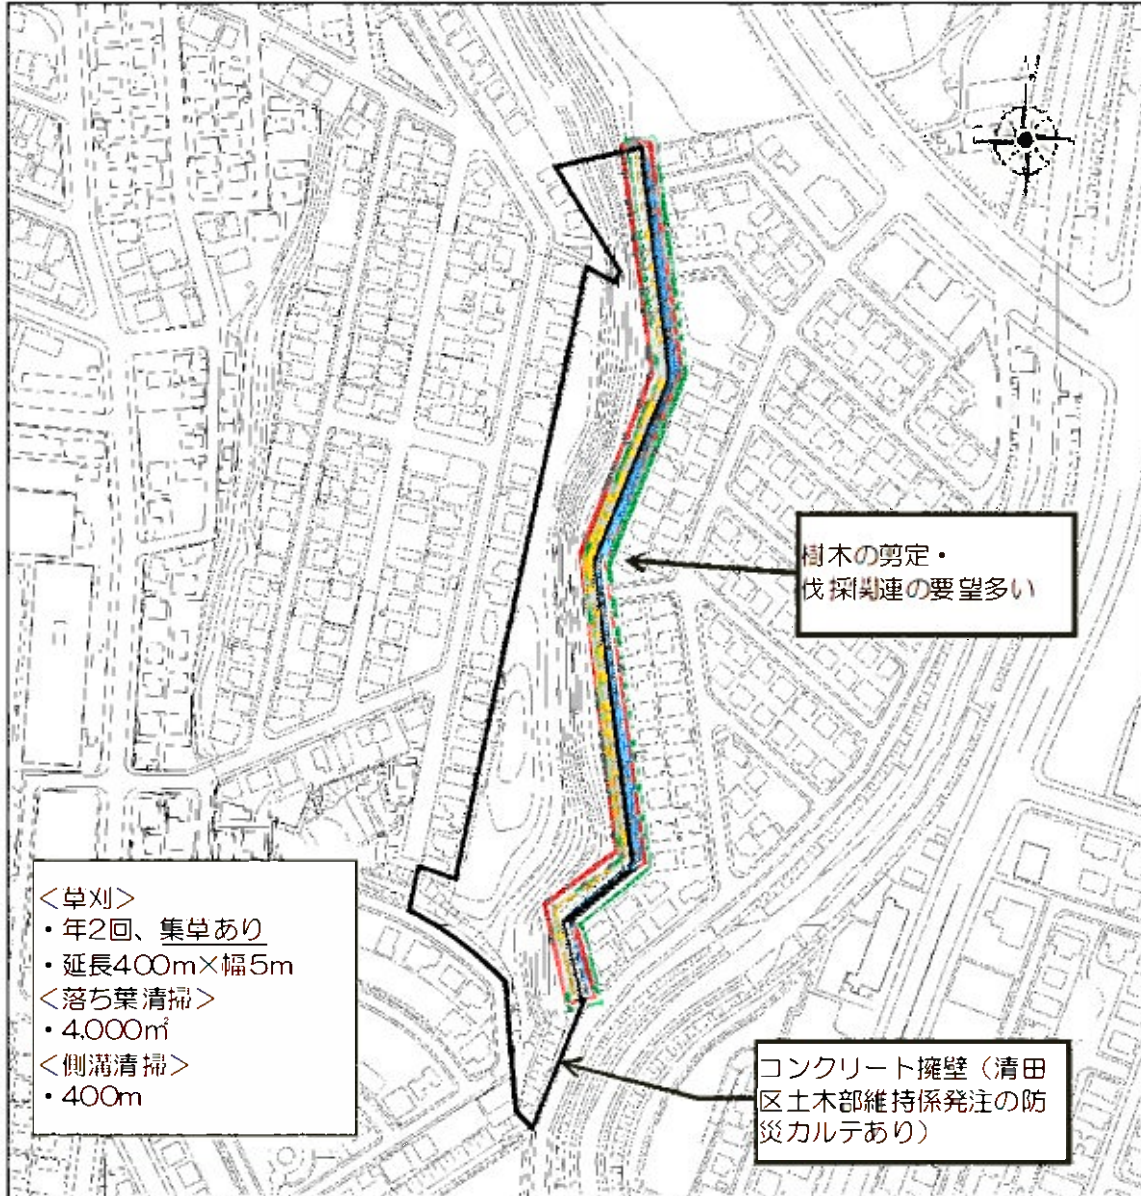 樹木の剪定・
伐採関連の要望多い
<草刈>
・年2回、集草あり
・延長400m×幅5m
<落ち葉清掃>
・4,000㎡
<側溝清掃>
・400m
コンクリート擁壁(清田
区土木部維持係発注の防
災カルテあり)